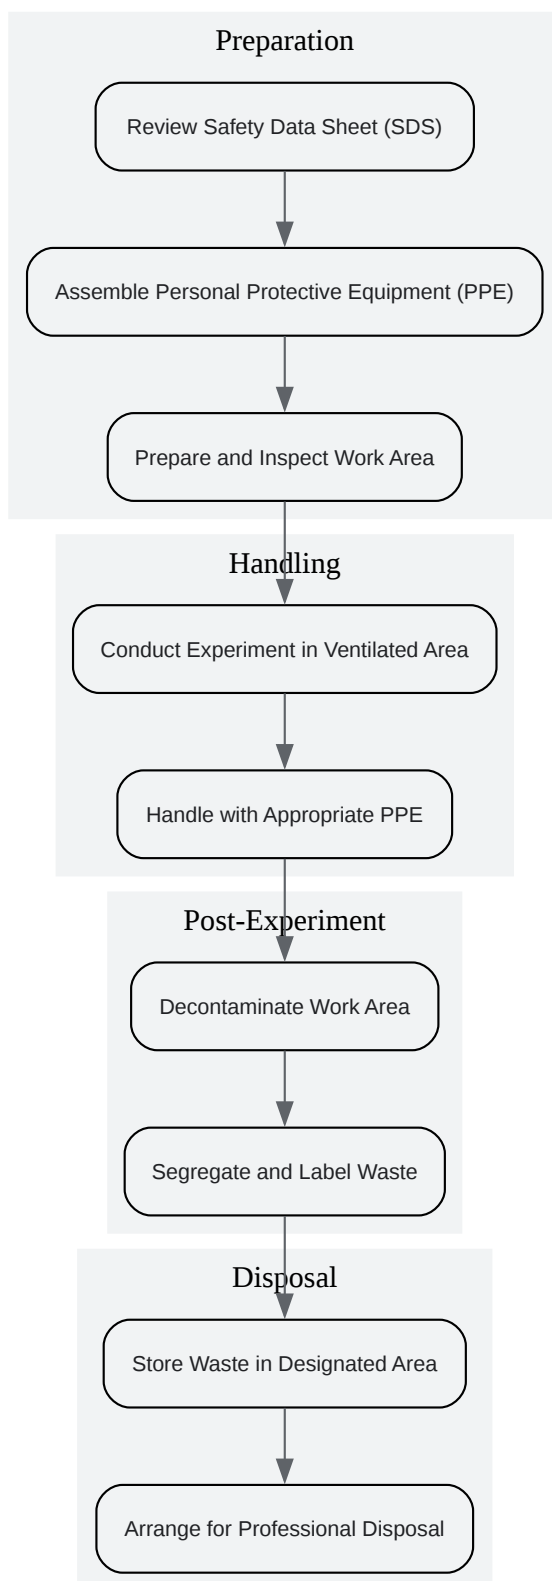 Preparation
Review Safety Data Sheet (SDS)
Assemble Personal Protective Equipment (PPE)
Prepare and Inspect Work Area
Handling
Conduct Experiment in Ventilated Area
Handle with Appropriate PPE
Post-Experiment
Decontaminate Work Area
Segregate and Label Waste
Disposal
Store Waste in Designated Area
Arrange for Professional Disposal